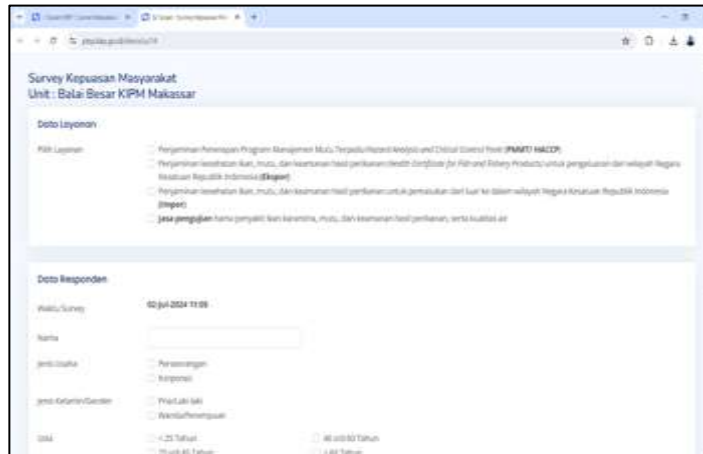 Survey Kepuasan Masyarakat
Unit : Balai Besar KIPM Makassar
Data Layanan
Pilih Layanan
Penjaminan Penerapan Program Manajemen Mutu Terpadu/Hazard Analysis and Critical Control Point (PMMT/ HACCP)
Penjaminan kesehatan ikan, mutu, dan keamanan hasil perikanan (Health Certificate for Fish and Fishery Products) untuk pengeluaran dari wilayah Negara
Kesatuan Republik Indonesia (Ekspor)
Penjaminan kesehatan ikan, mutu, dan keamanan hasil perikanan untuk pemasukan dari luar ke dalam wilayah Negara Kesatuan Republik Indonesia
(Impor)
Jasa pengujian hama penyakit ikan karantina, mutu, dan keamanan hasil perikanan, serta kualitas air
Data Responden
Waktu Survey
02-Jul-2024 11:09
Nama
Jenis Usaha
Perseorangan
Korporasi
Jenis Kelamin/Gender
Pria/Laki-laki
Wanita/Perempuan
Usia
< 25 Tahun
46 s/d 60 Tahun
> 60 Tahun